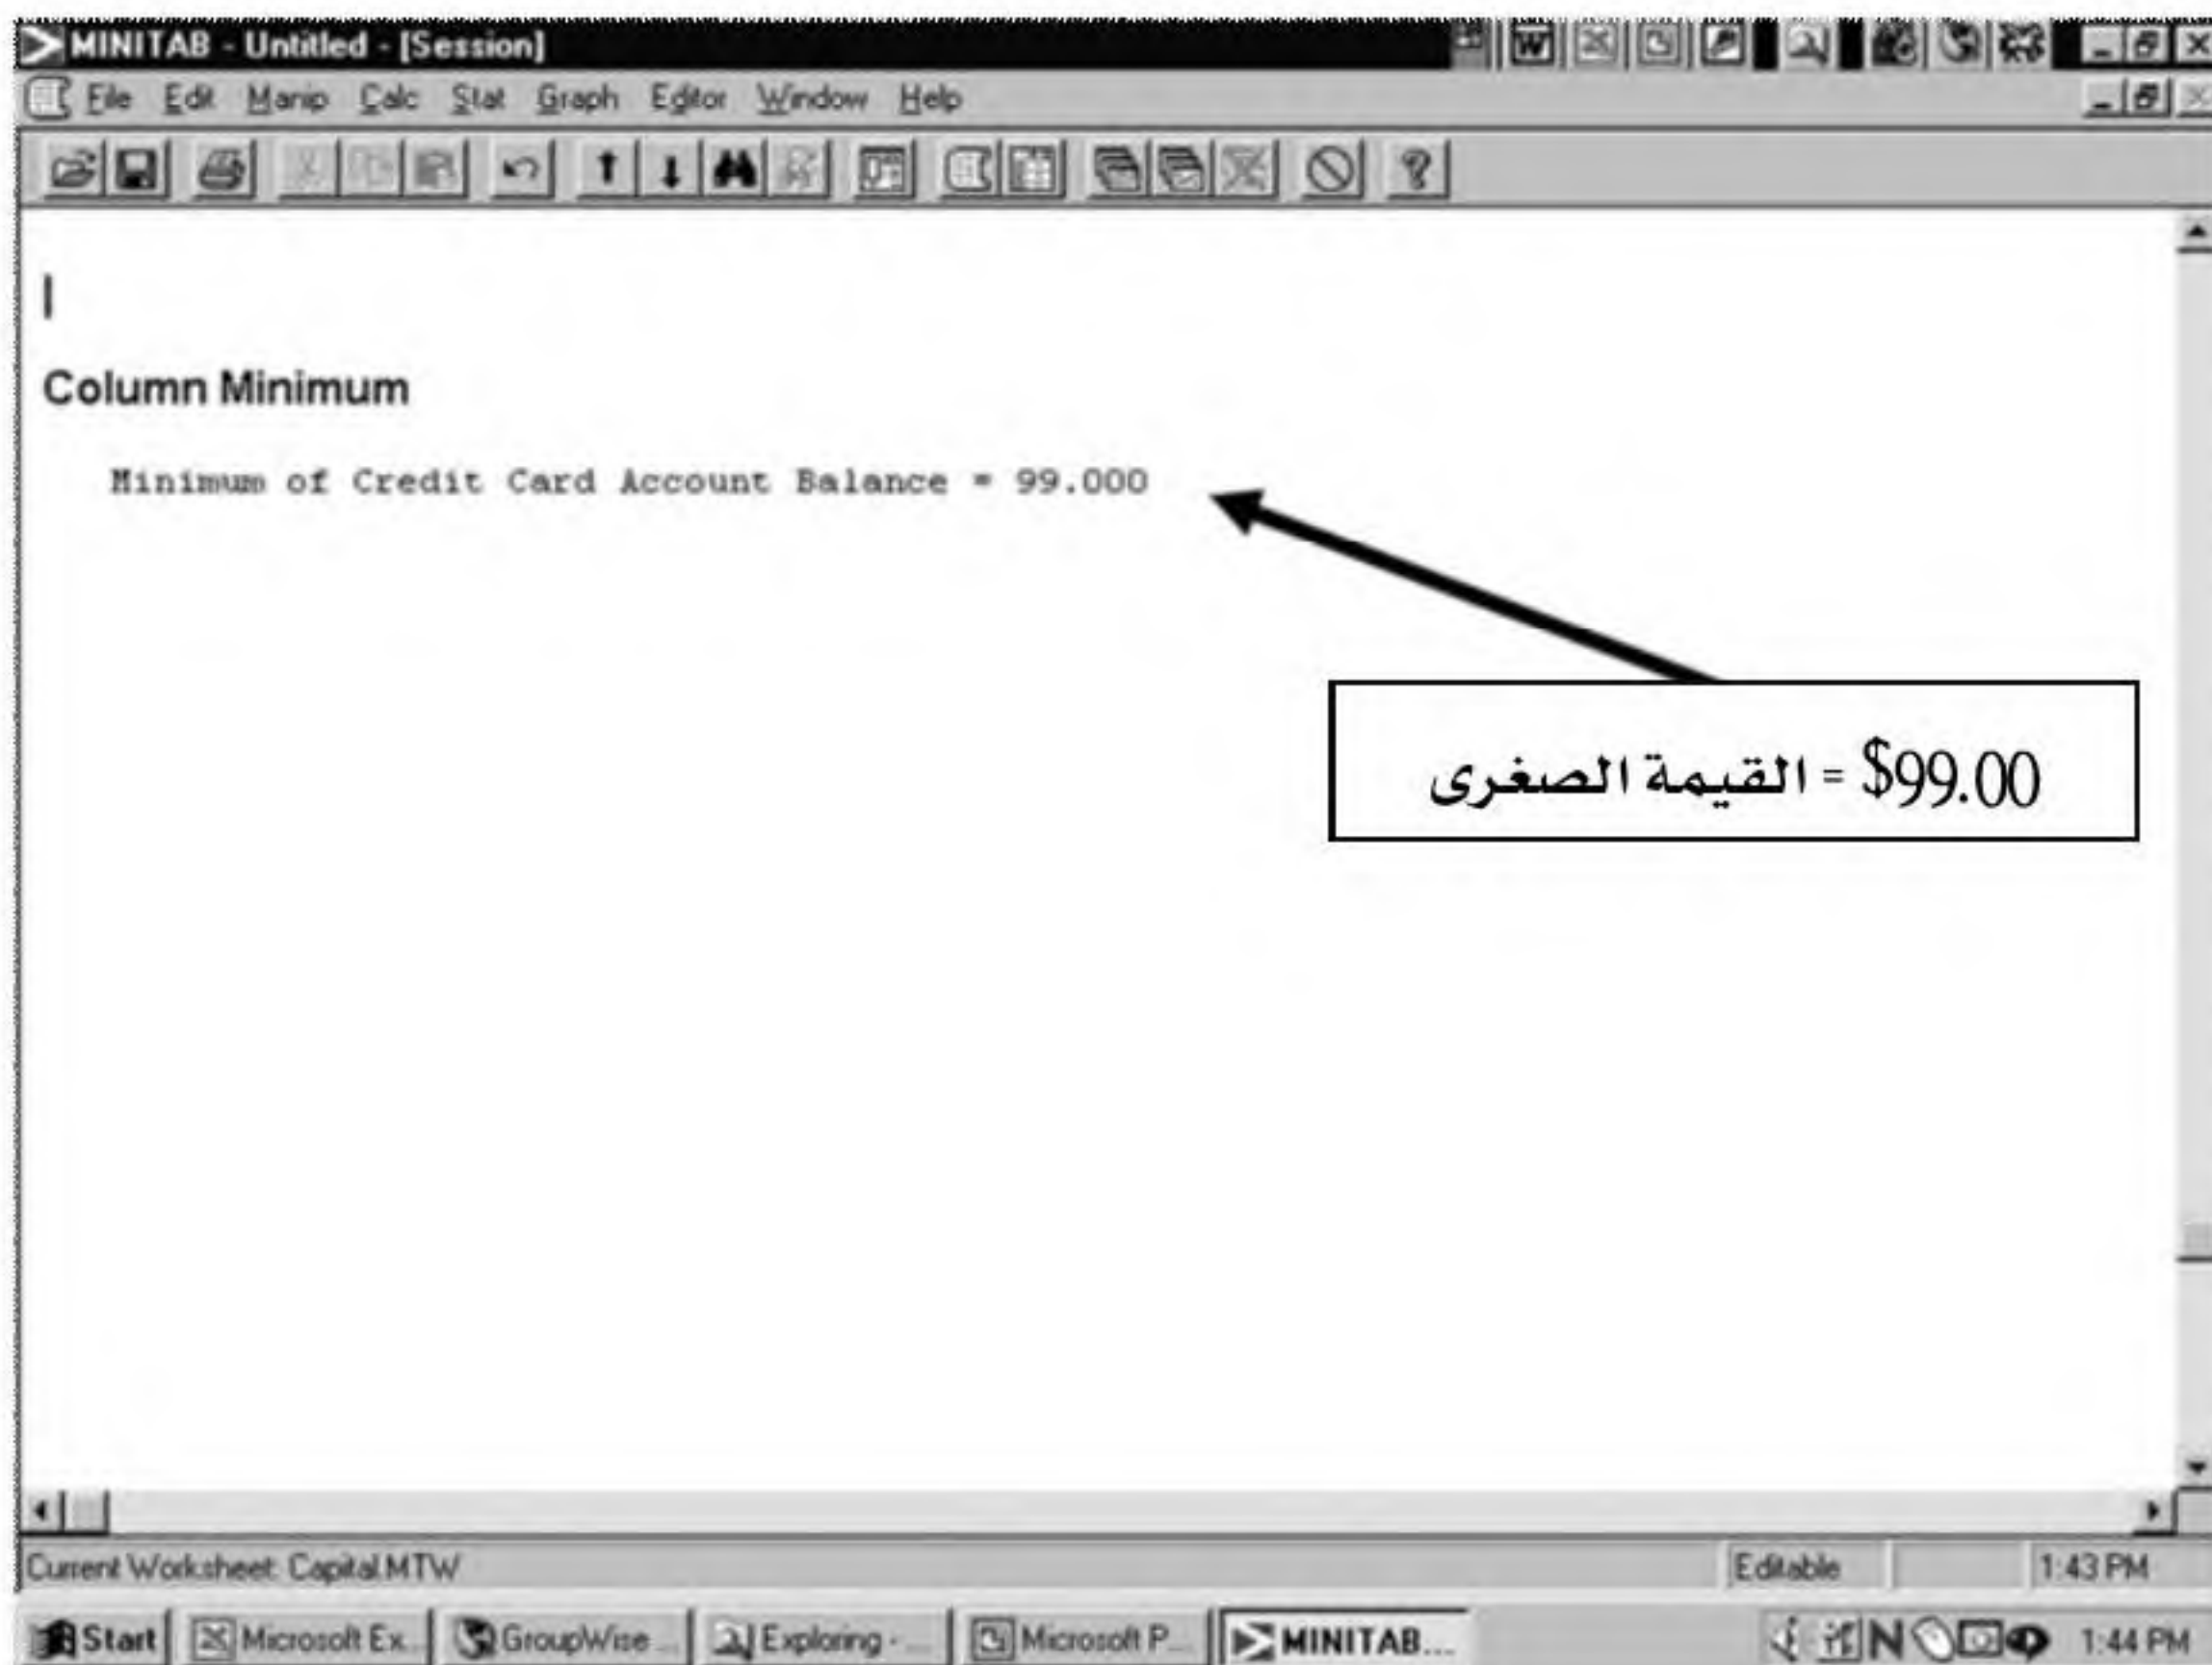 MINITAB - Untitled - [Session]
File Edit Manip Calc Stat Graph Editor Window Help
Column Minimum
Minimum of Credit Card Account Balance = 99.000
القيمة الصغرى = $99.00
Current Worksheet: Capital.MTW Editable 1:43 PM
Start Microsoft Ex... GroupWise ... Exploring - ... Microsoft P... MINITAB... 1:44 PM